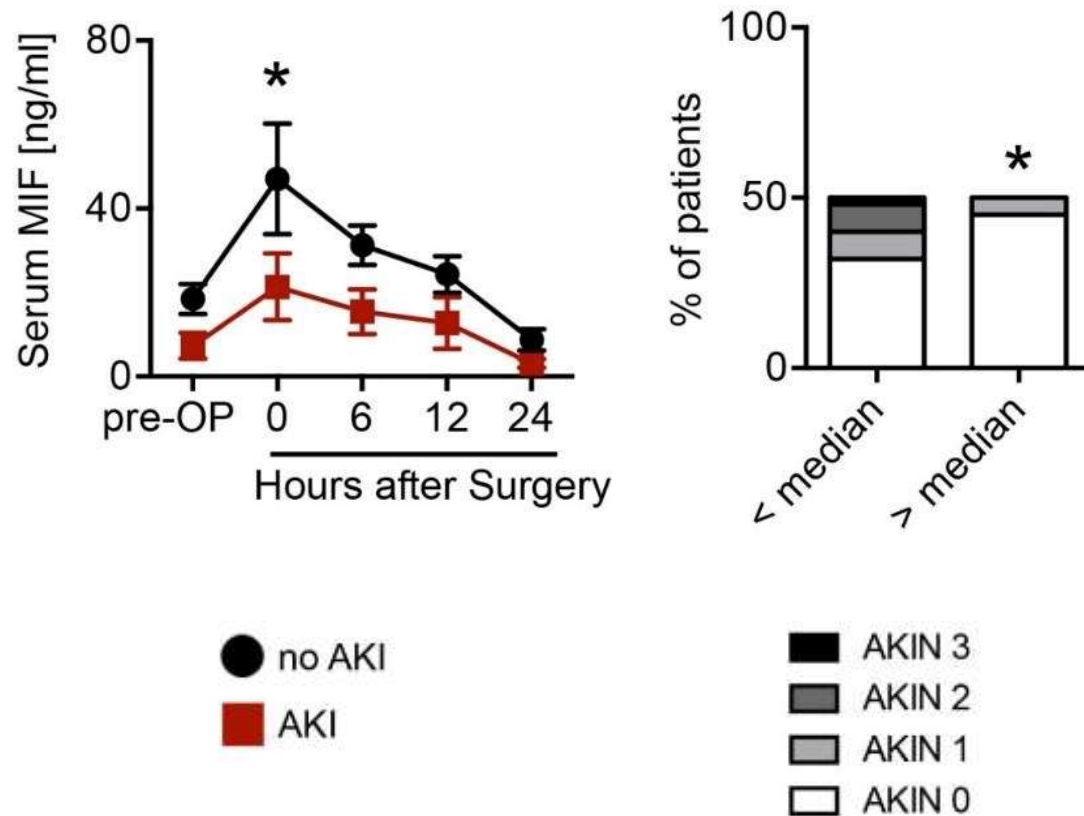 Serum MIF [ng/ml]
80
40
0
*
pre-OP 0 6 12 24
Hours after Surgery
no AKI
AKI
% of patients
100
50
0
*
< median
> median
AKIN 3
AKIN 2
AKIN 1
AKIN 0